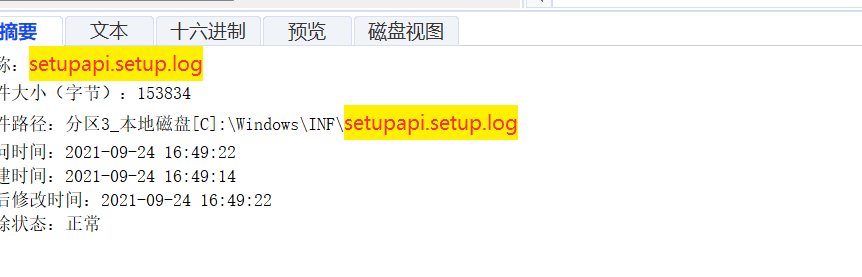 摘要 文本 十六进制 预览 磁盘视图
称：setupapi.setup.log
件大小（字节）：153834
件路径：分区3_本地磁盘[C]:\Windows\INF\setupapi.setup.log
问时间：2021-09-24 16:49:22
建时间：2021-09-24 16:49:14
后修改时间：2021-09-24 16:49:22
除状态：正常